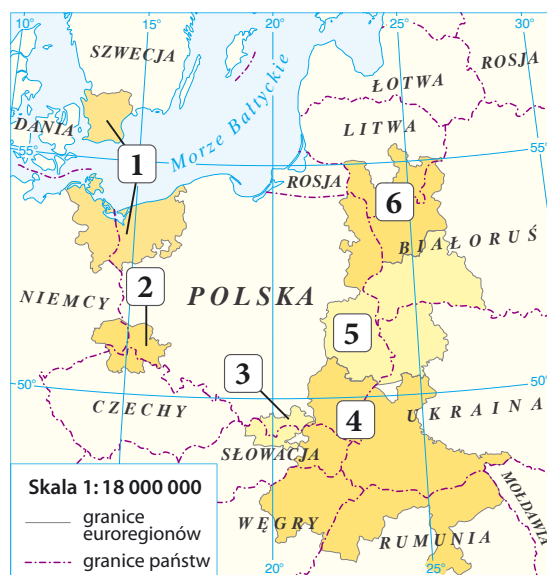 10°
15°
20°
25°
30°
SZWECJA
ROSJA
ŁOTWA
DANIA
Morze Bałtyckie
LITWA
55°
55°
1
ROSJA
6
BIAŁORUŚ
NIEMCY
2
POLSKA
5
3
50°
50°
CZECHY
4
UKRAINA
SŁOWACJA
Skala 1: 18 000 000
granice
euroregionów
granice państw
WĘGRY
RUMUNIA
MOŁDAWIA
20°
25°